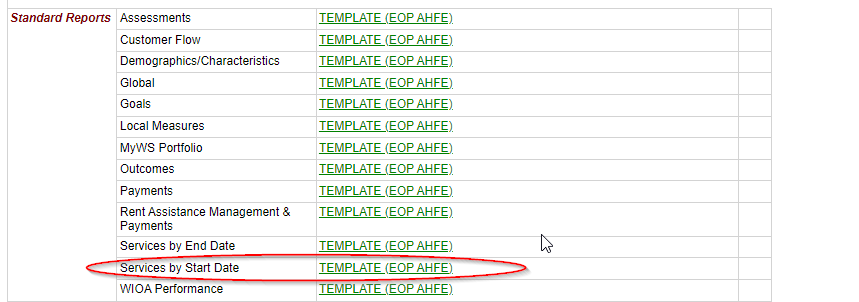 Standard Reports Assessments TEMPLATE (EOP AHFE)
Customer Flow TEMPLATE (EOP AHFE)
Demographics/Characteristics TEMPLATE (EOP AHFE)
Global TEMPLATE (EOP AHFE)
Goals TEMPLATE (EOP AHFE)
Local Measures TEMPLATE (EOP AHFE)
MyWS Portfolio TEMPLATE (EOP AHFE)
Outcomes TEMPLATE (EOP AHFE)
Payments TEMPLATE (EOP AHFE)
Rent Assistance Management & TEMPLATE (EOP AHFE)
Payments
Services by End Date TEMPLATE (EOP AHFE)
Services by Start Date TEMPLATE (EOP AHFE)
WIOA Performance TEMPLATE (EOP AHFE)